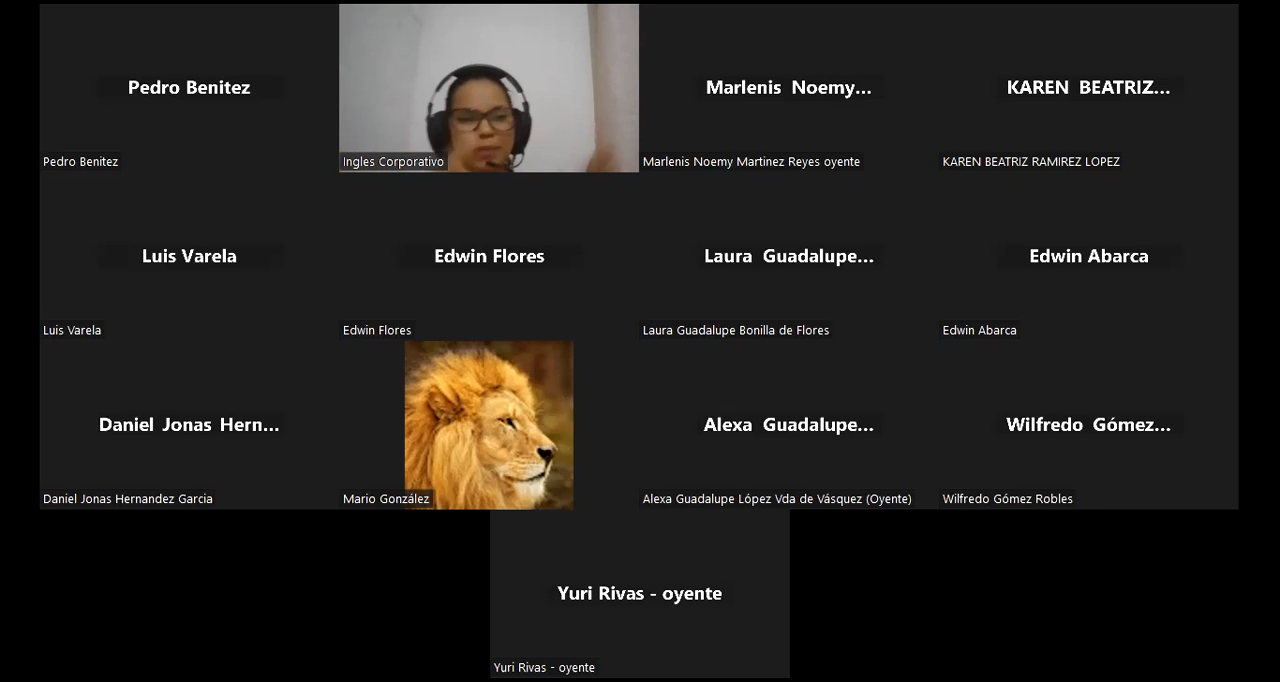 Pedro Benitez
Pedro Benitez
Ingles Corporativo
Marlenis Noemy...
Marlenis Noemy Martinez Reyes oyente
KAREN BEATRIZ...
KAREN BEATRIZ RAMIREZ LOPEZ
Luis Varela
Luis Varela
Edwin Flores
Edwin Flores
Laura Guadalupe...
Laura Guadalupe Bonilla de Flores
Edwin Abarca
Edwin Abarca
Daniel Jonas Hern...
Daniel Jonas Hernandez Garcia
Mario González
Alexa Guadalupe...
Alexa Guadalupe López Vda de Vásquez (Oyente)
Wilfredo Gómez...
Wilfredo Gómez Robles
Yuri Rivas - oyente
Yuri Rivas - oyente